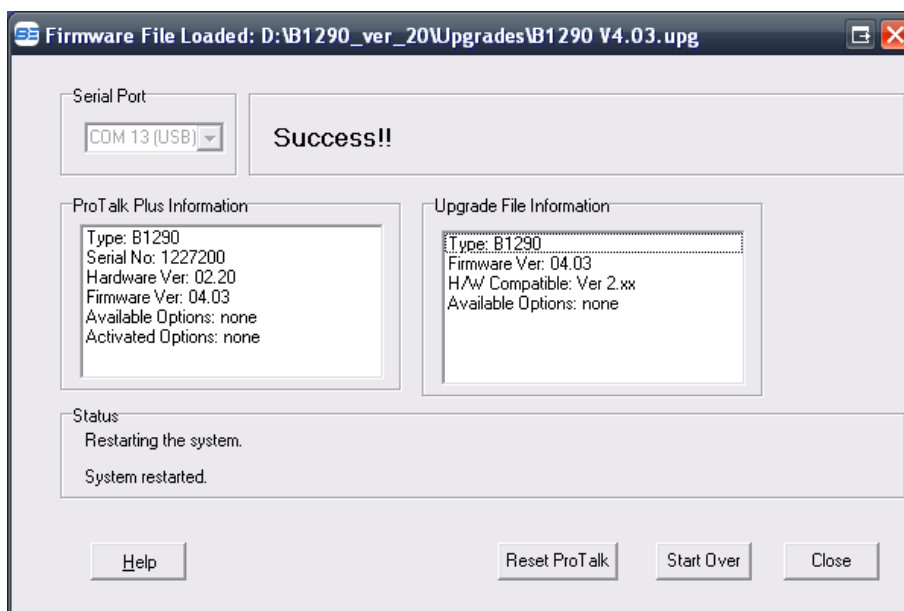 Firmware File Loaded: D:\B1290_ver_20\Upgrades\B1290 V4.03.upg
Serial Port
COM 13 (USB)
Success!!
ProTalk Plus Information
Type: B1290
Serial No: 1227200
Hardware Ver: 02.20
Firmware Ver: 04.03
Available Options: none
Activated Options: none
Upgrade File Information
Type: B1290
Firmware Ver: 04.03
H/W Compatible: Ver 2.xx
Available Options: none
Status
Restarting the system.
System restarted.
Help
Reset ProTalk
Start Over
Close